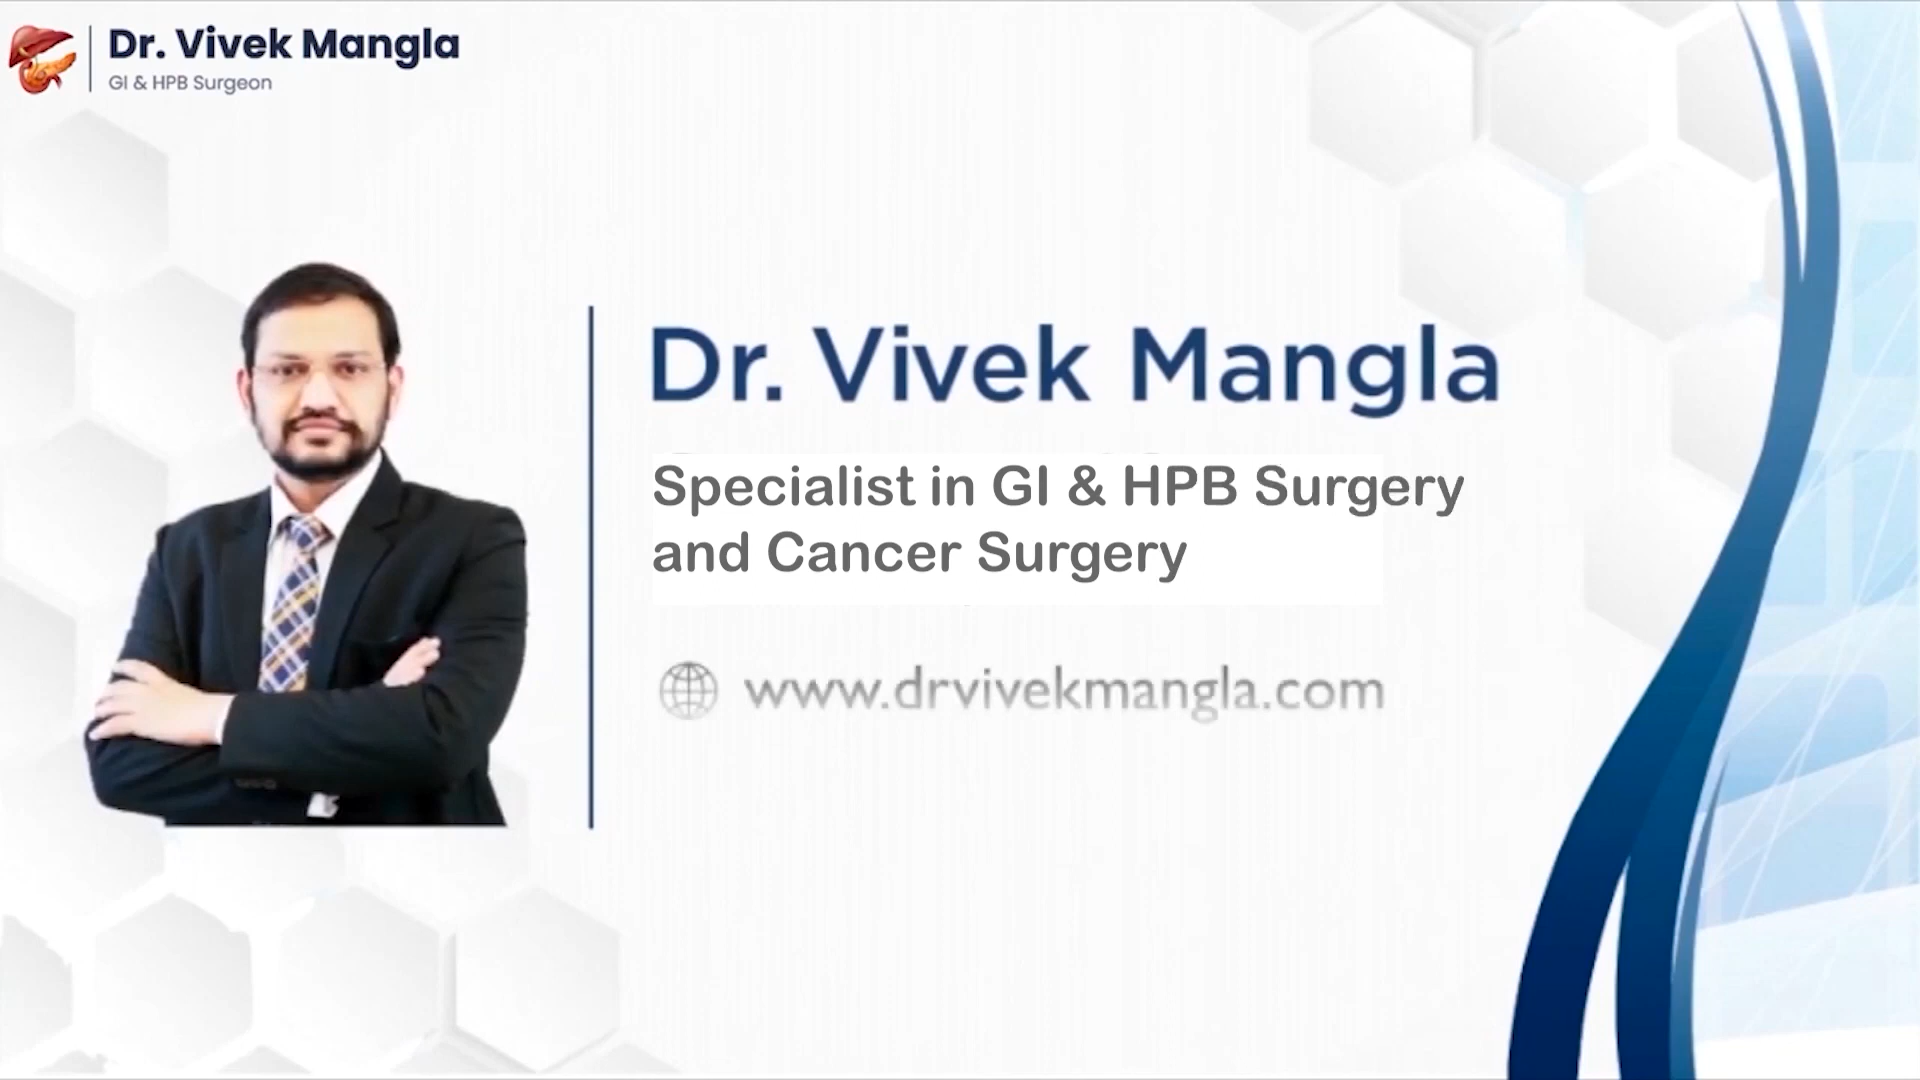 Dr. Vivek Mangla
GI & HPB Surgeon
Dr. Vivek Mangla
Specialist in GI & HPB Surgery
and Cancer Surgery
www.drvivekmangla.com